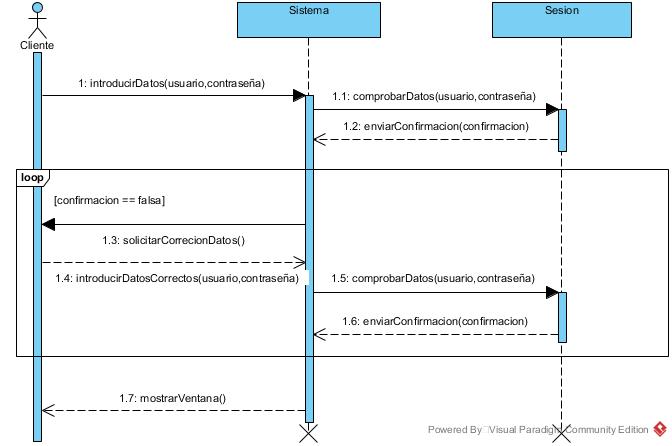 Sistema
Sesion
Cliente
1: introducirDatos(usuario,contraseña)
1.1: comprobarDatos(usuario,contraseña)
1.2: enviarConfirmacion(confirmacion)
loop
[confirmacion == falsa]
1.3: solicitarCorrecionDatos()
1.4: introducirDatosCorrectos(usuario,contraseña)
1.5: comprobarDatos(usuario,contraseña)
1.6: enviarConfirmacion(confirmacion)
1.7: mostrarVentana()
Powered By Visual Paradigm Community Edition